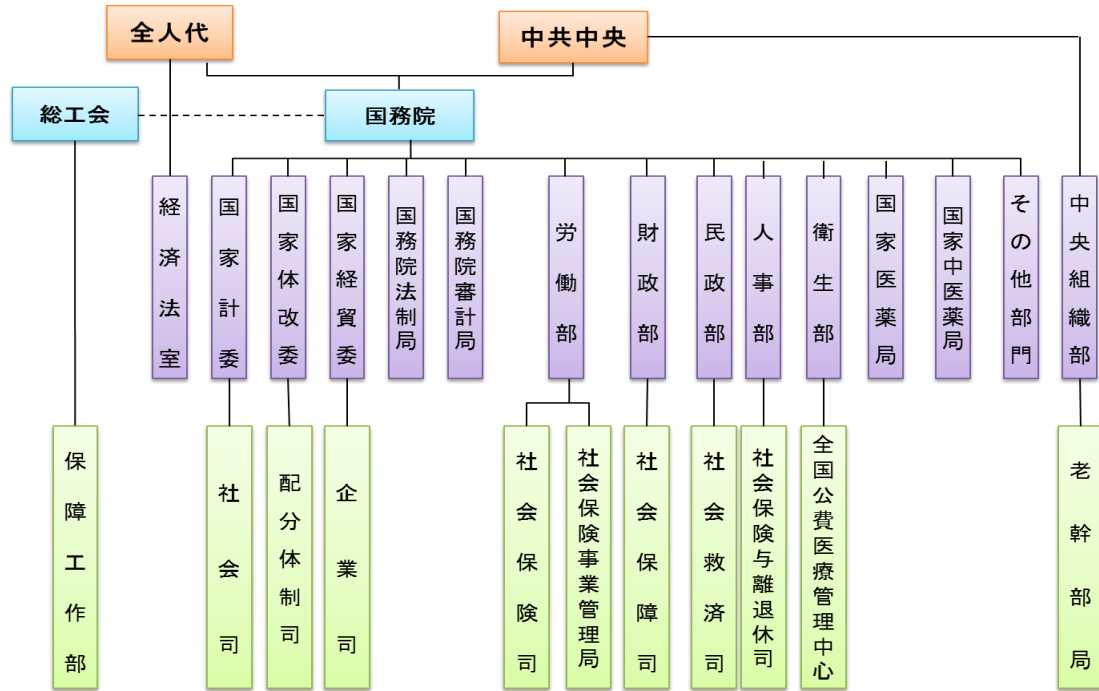 全人代
中共中央
総工会
国務院
経済法室
国家計委
国家体改委
国家経貿委
国務院法制局
国務院審計局
労働部
財政部
民政部
人事部
衛生部
国家医薬局
国家中医薬局
その他部門
中央組織部
保障工作部
社会司
配分体制司
企業司
社会保険司
社会保険事業管理局
社会保障司
社会救済司
社会保険与離退休司
全国公費医療管理中心
老幹部局